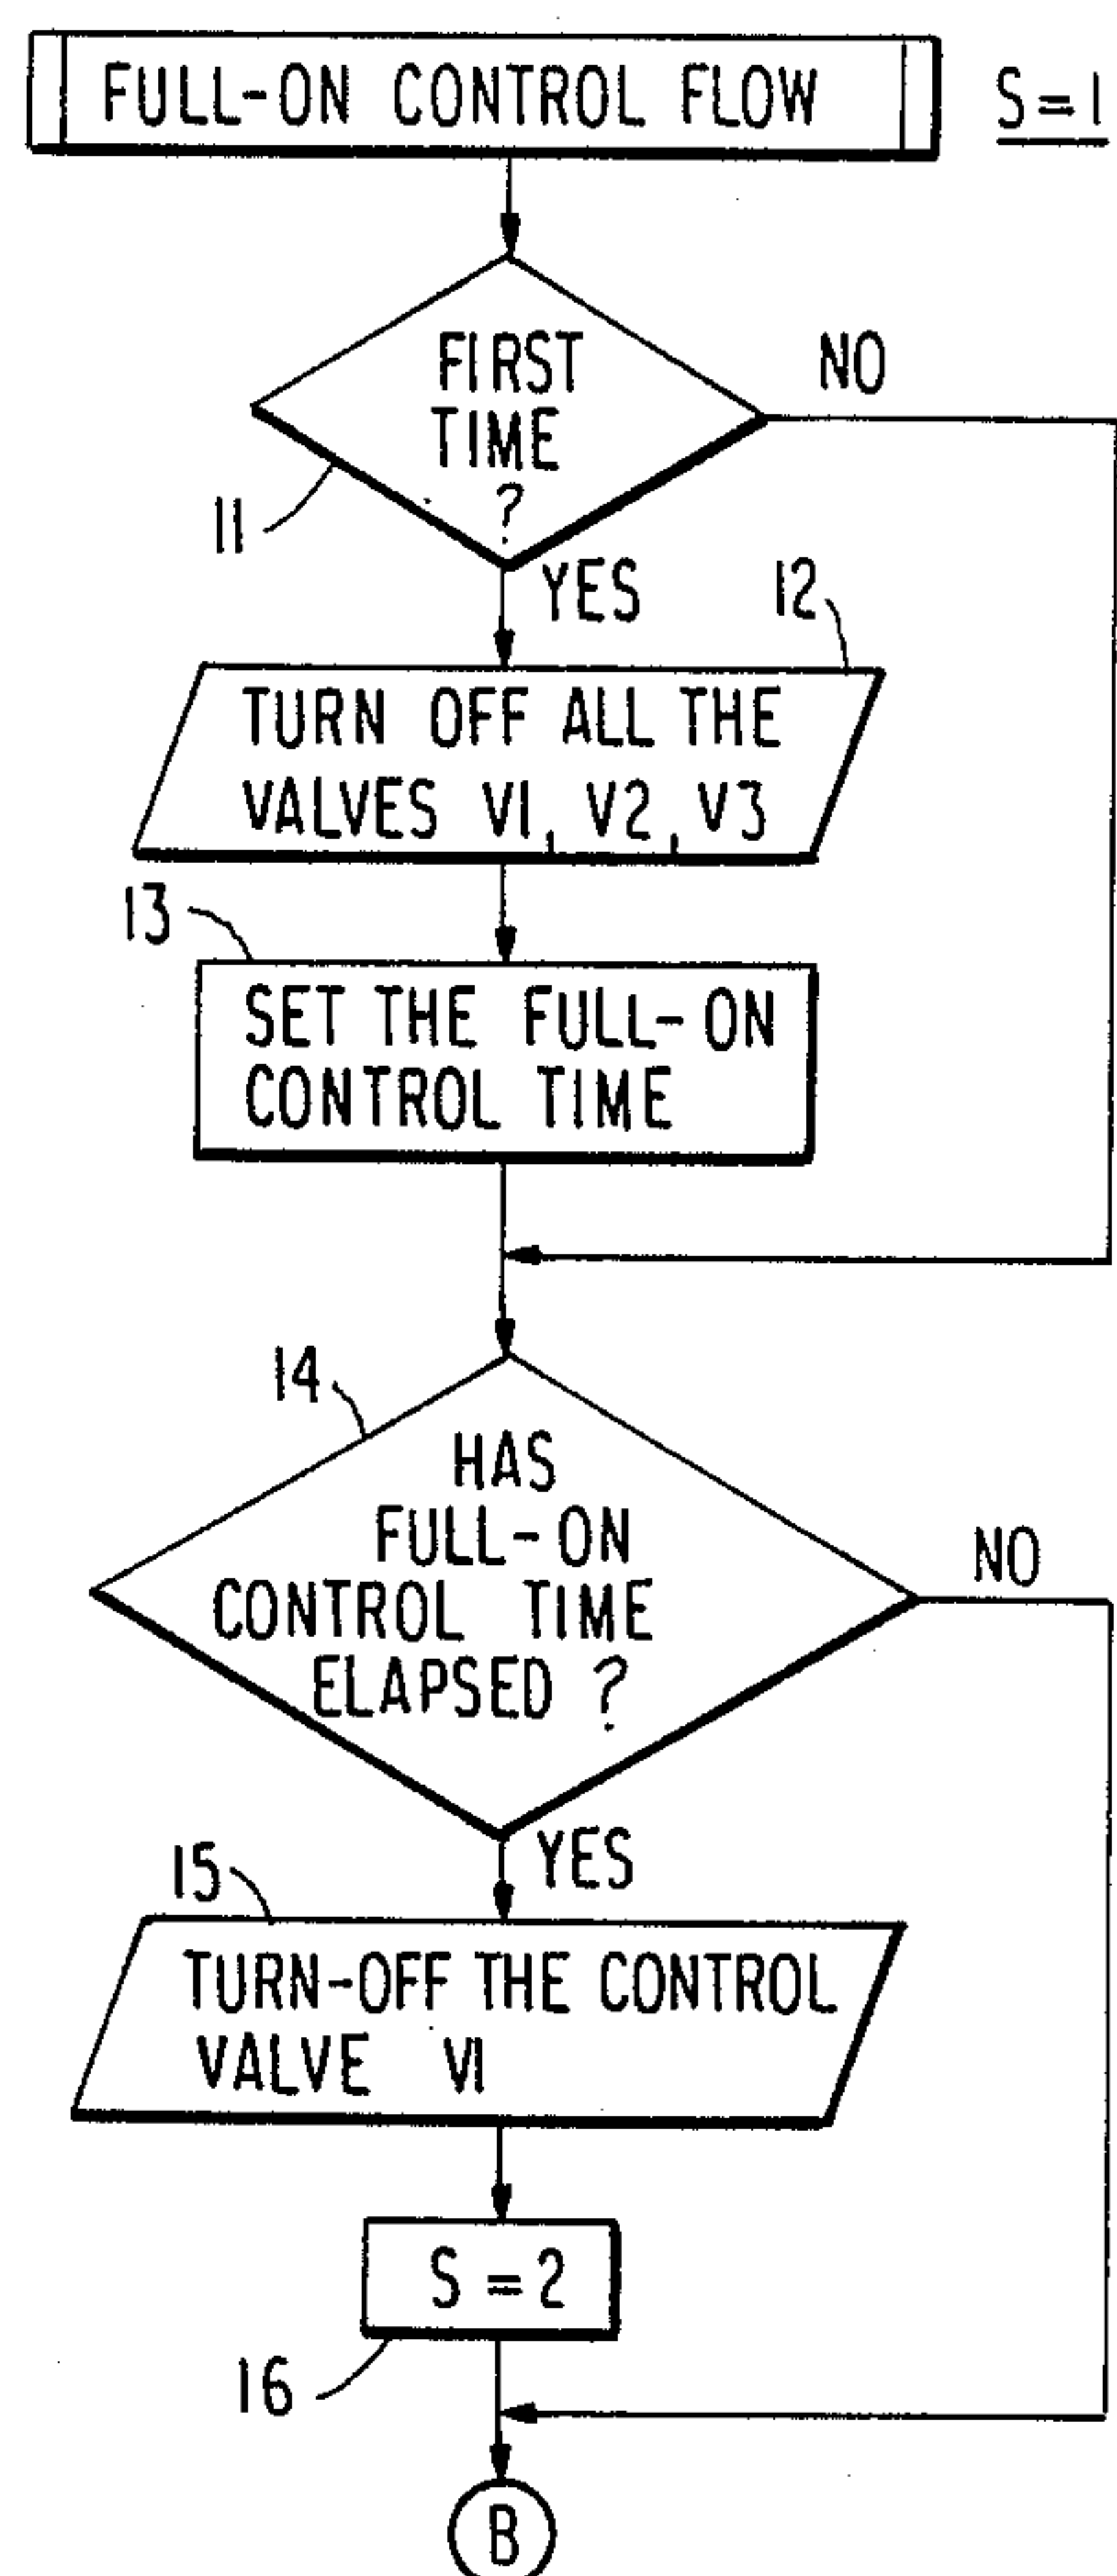 FULL-ON CONTROL FLOW
S=1
FIRST
TIME
?
NO
11
YES
12
TURN OFF ALL THE
VALVES V1, V2, V3
13
SET THE FULL-ON
CONTROL TIME
14
HAS
FULL-ON
CONTROL TIME
ELAPSED ?
NO
YES
15
TURN-OFF THE CONTROL
VALVE V1
S=2
16
B